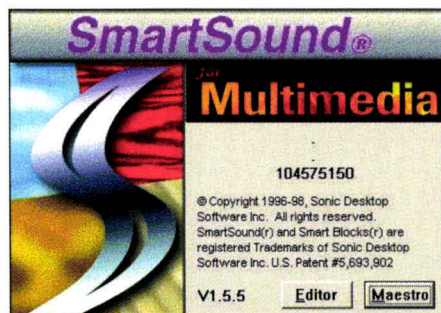 SmartSound®
for
Multimedia
104575150
© Copyright 1996-98, Sonic Desktop
Software Inc. All rights reserved.
SmartSound(r) and Smart Blocks(r) are
registered Trademarks of Sonic Desktop
Software Inc. U.S. Patent #5,693,902
V1.5.5 Editor Maestro